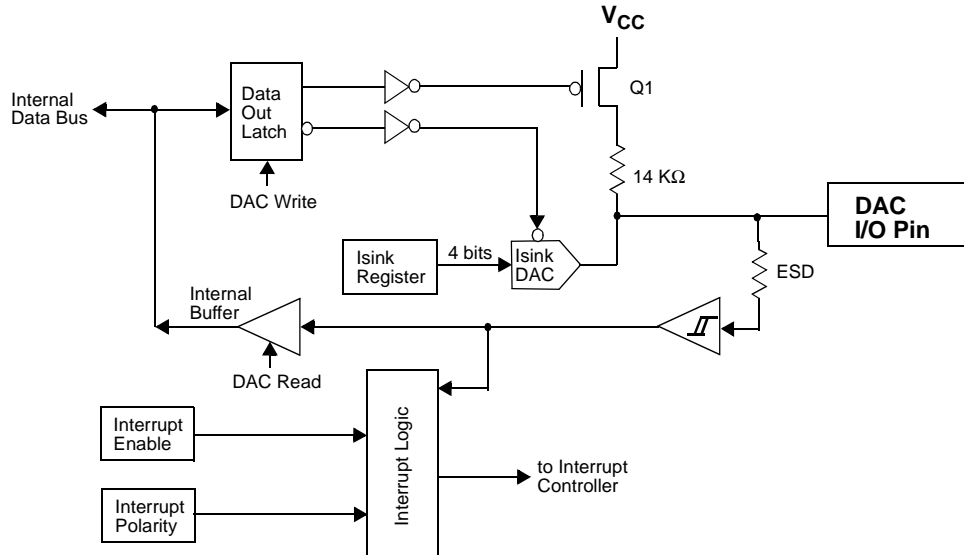 VCC
Q1
Internal
Data Bus
Data
Out
Latch
14 KΩ
DAC Write
DAC
I/O Pin
Isink
Register
4 bits
Isink
DAC
ESD
Internal
Buffer
DAC Read
Interrupt
Enable
Interrupt Logic
to Interrupt
Controller
Interrupt
Polarity